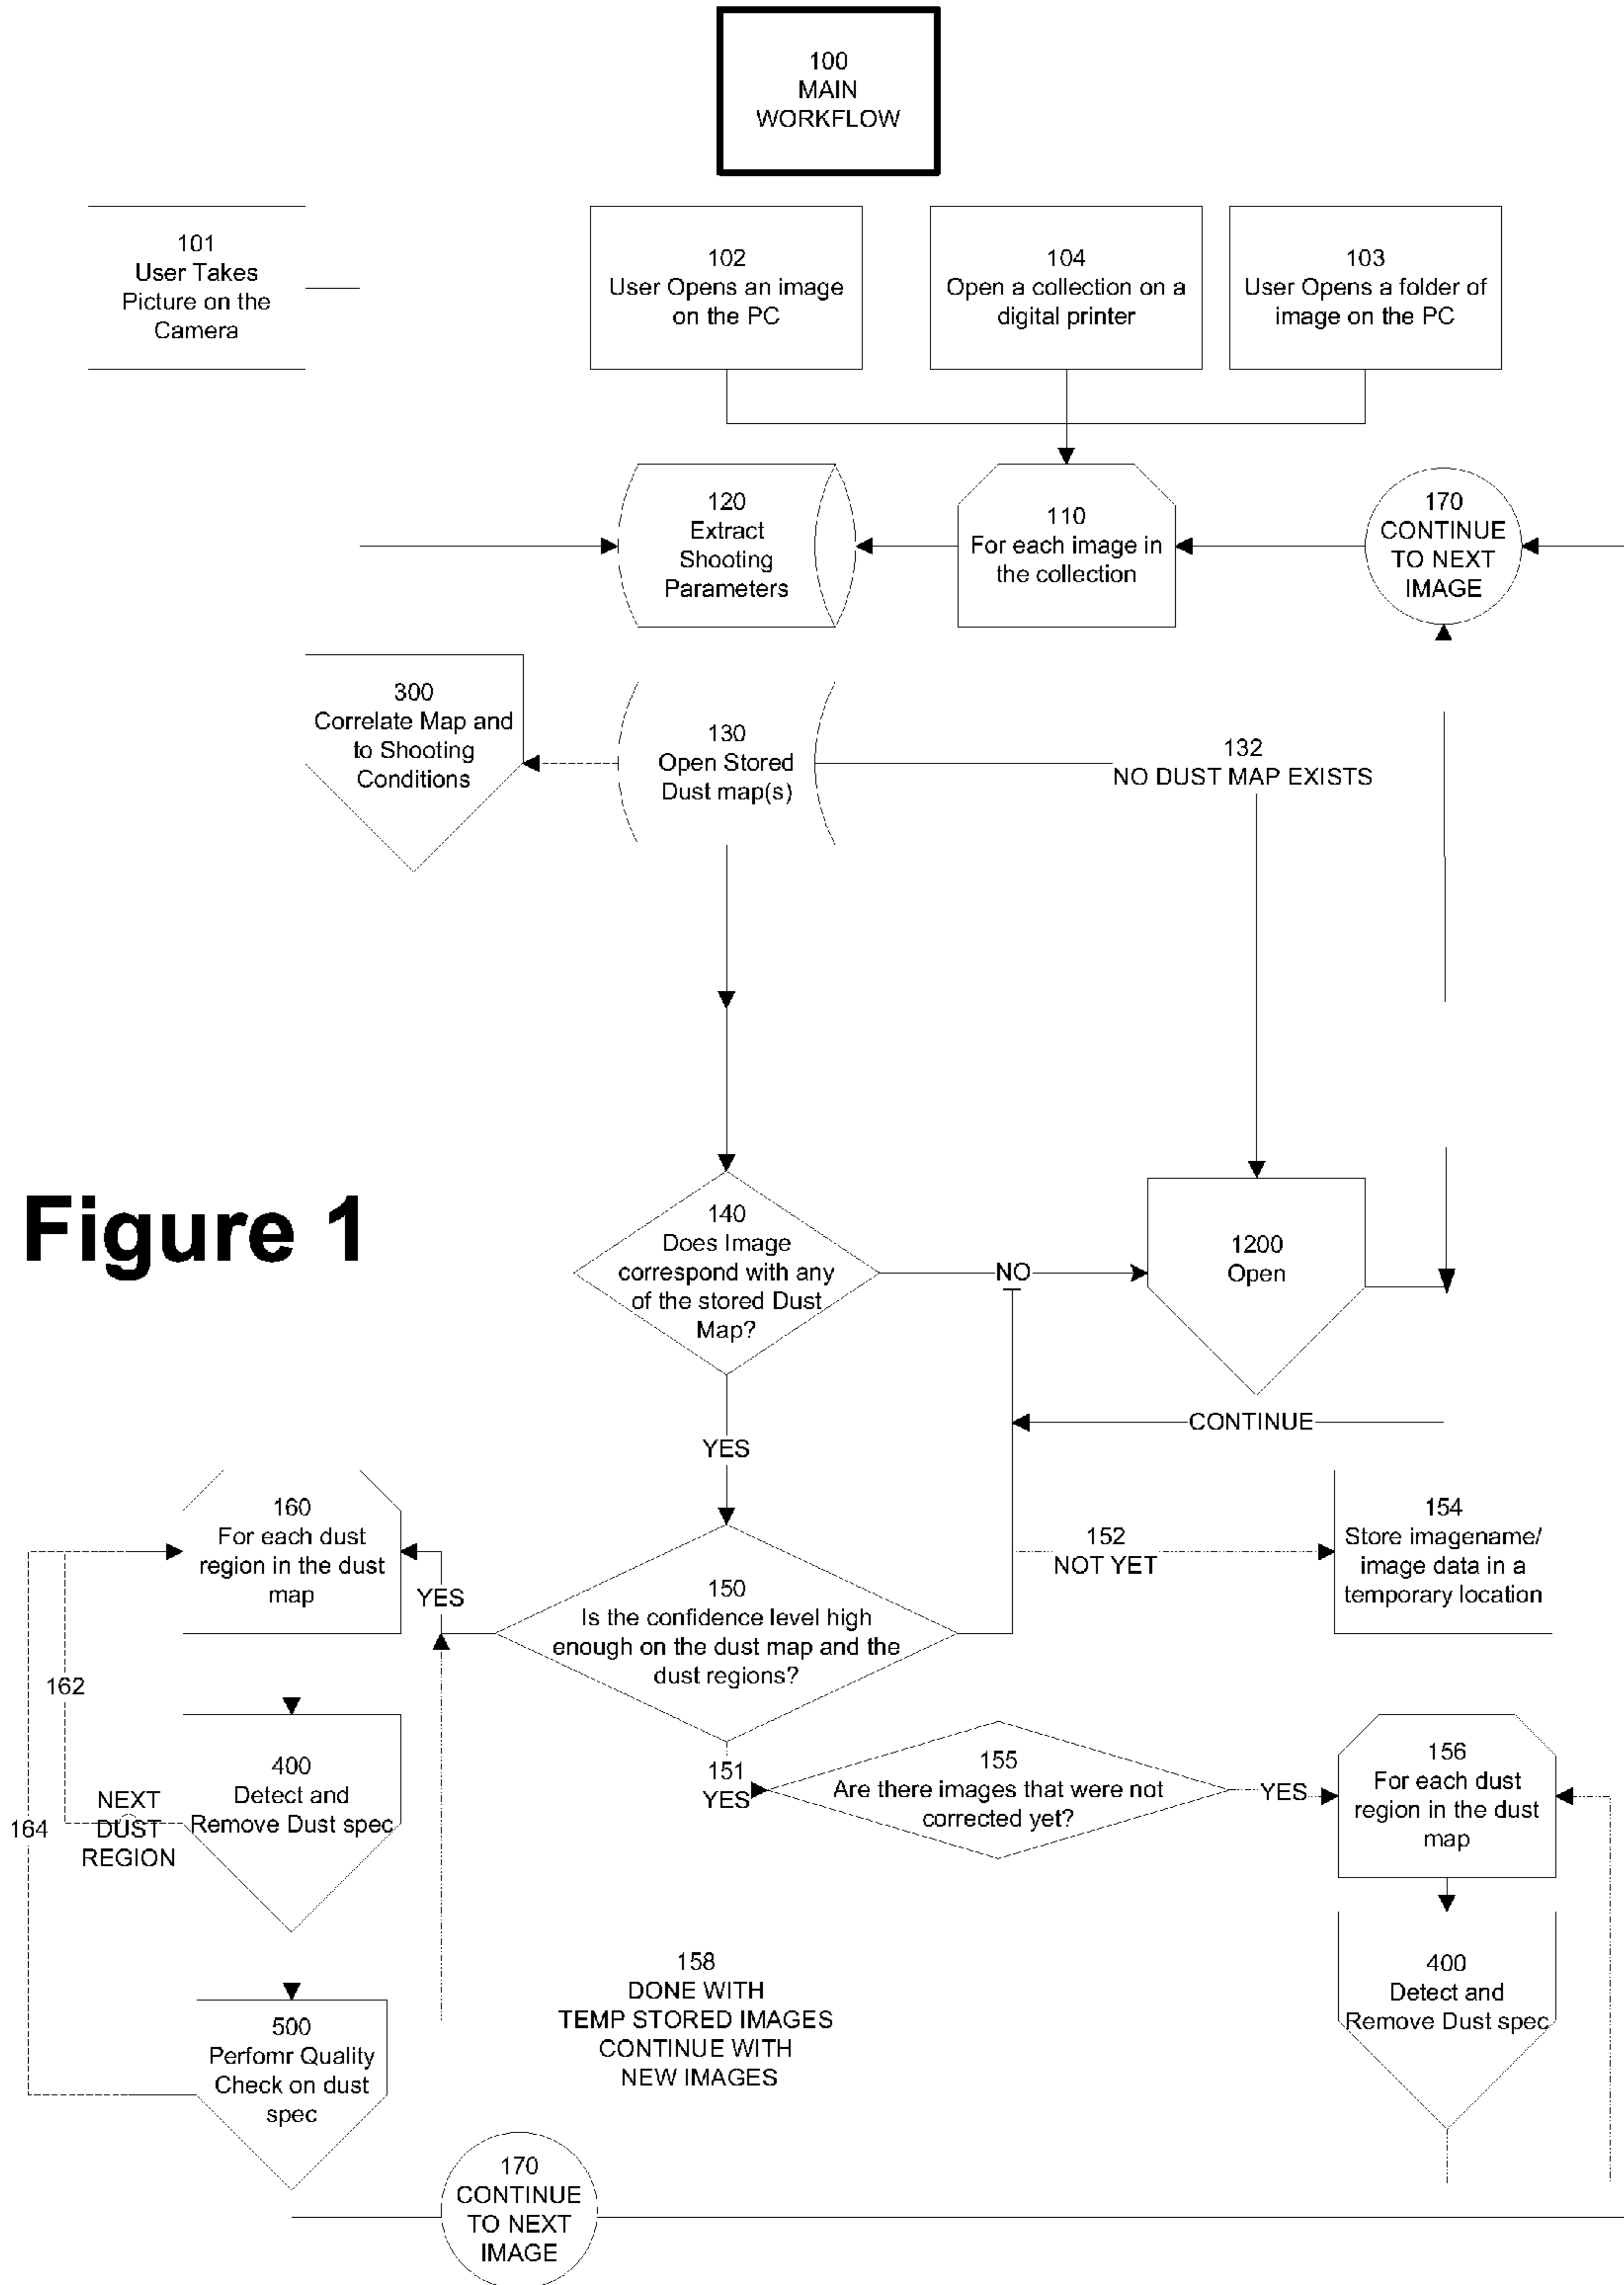 100
MAIN
WORKFLOW
101
User Takes
Picture on the
Camera
102
User Opens an image
on the PC
104
Open a collection on a
digital printer
103
User Opens a folder of
image on the PC
120
Extract
Shooting
Parameters
110
For each image in
the collection
170
CONTINUE
TO NEXT
IMAGE
300
Correlate Map and
to Shooting
Conditions
130
Open Stored
Dust map(s)
132
NO DUST MAP EXISTS
Figure 1
140
Does Image
correspond with any
of the stored Dust
Map?
NO
1200
Open
CONTINUE
YES
160
For each dust
region in the dust
map
YES
150
Is the confidence level high
enough on the dust map and the
dust regions?
152
NOT YET
154
Store imagename/
image data in a
temporary location
162
164
NEXT
DUST
REGION
400
Detect and
Remove Dust spec
151
YES
155
Are there images that were not
corrected yet?
YES
156
For each dust
region in the dust
map
158
DONE WITH
TEMP STORED IMAGES
CONTINUE WITH
NEW IMAGES
400
Detect and
Remove Dust spec
500
Perfomr Quality
Check on dust
spec
170
CONTINUE
TO NEXT
IMAGE